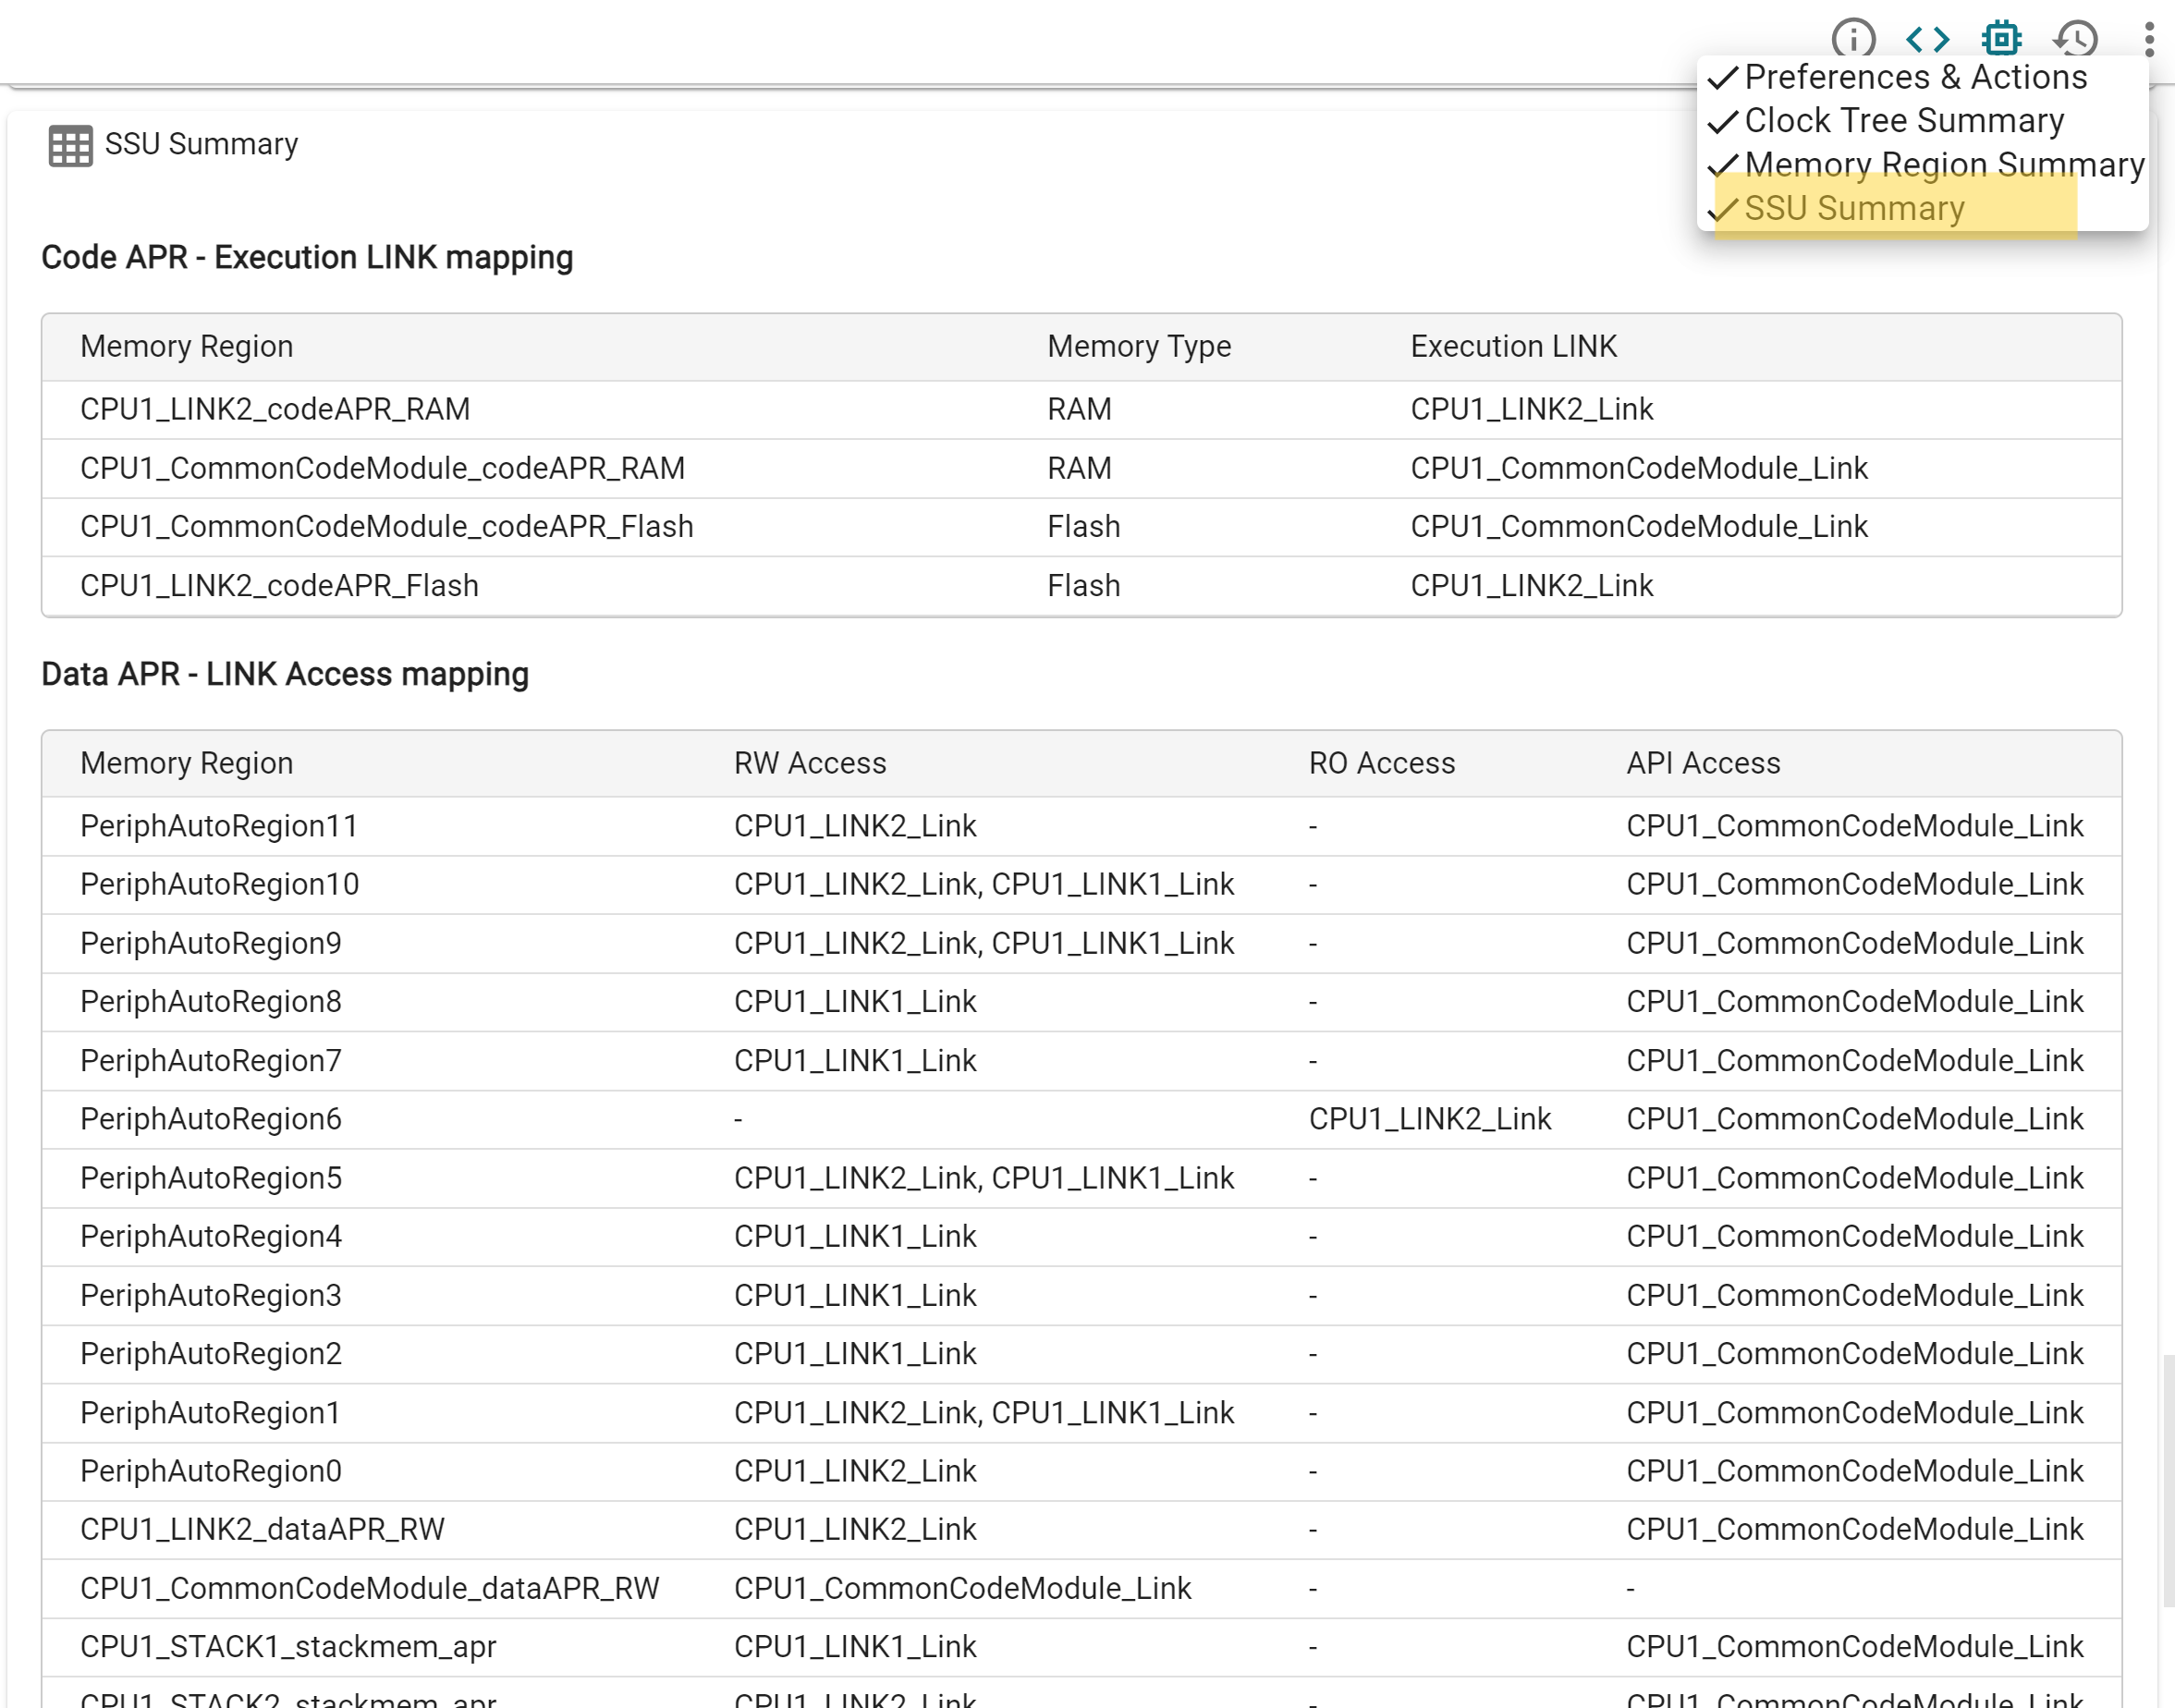 Preferences & Actions
Clock Tree Summary
Memory Region Summary
SSU Summary
SSU Summary
Code APR - Execution LINK mapping
Memory Region Memory Type Execution LINK
CPU1_LINK2_codeAPR_RAM RAM CPU1_LINK2_Link
CPU1_CommonCodeModule_codeAPR_RAM RAM CPU1_CommonCodeModule_Link
CPU1_CommonCodeModule_codeAPR_Flash Flash CPU1_CommonCodeModule_Link
CPU1_LINK2_codeAPR_Flash Flash CPU1_LINK2_Link
Data APR - LINK Access mapping
Memory Region RW Access RO Access API Access
PeriphAutoRegion11 CPU1_LINK2_Link - CPU1_CommonCodeModule_Link
PeriphAutoRegion10 CPU1_LINK2_Link, CPU1_LINK1_Link - CPU1_CommonCodeModule_Link
PeriphAutoRegion9 CPU1_LINK2_Link, CPU1_LINK1_Link - CPU1_CommonCodeModule_Link
PeriphAutoRegion8 CPU1_LINK1_Link - CPU1_CommonCodeModule_Link
PeriphAutoRegion7 CPU1_LINK1_Link - CPU1_CommonCodeModule_Link
PeriphAutoRegion6 - CPU1_LINK2_Link CPU1_CommonCodeModule_Link
PeriphAutoRegion5 CPU1_LINK2_Link, CPU1_LINK1_Link - CPU1_CommonCodeModule_Link
PeriphAutoRegion4 CPU1_LINK1_Link - CPU1_CommonCodeModule_Link
PeriphAutoRegion3 CPU1_LINK1_Link - CPU1_CommonCodeModule_Link
PeriphAutoRegion2 CPU1_LINK1_Link - CPU1_CommonCodeModule_Link
PeriphAutoRegion1 CPU1_LINK2_Link, CPU1_LINK1_Link - CPU1_CommonCodeModule_Link
PeriphAutoRegion0 CPU1_LINK2_Link - CPU1_CommonCodeModule_Link
CPU1_LINK2_dataAPR_RW CPU1_LINK2_Link - CPU1_CommonCodeModule_Link
CPU1_CommonCodeModule_dataAPR_RW CPU1_CommonCodeModule_Link - -
CPU1_STACK1_stackmem_apr CPU1_LINK1_Link - CPU1_CommonCodeModule_Link
CPU1_STACK2_stackmem_apr CPU1_LINK2_Link - CPU1_CommonCodeModule_Link